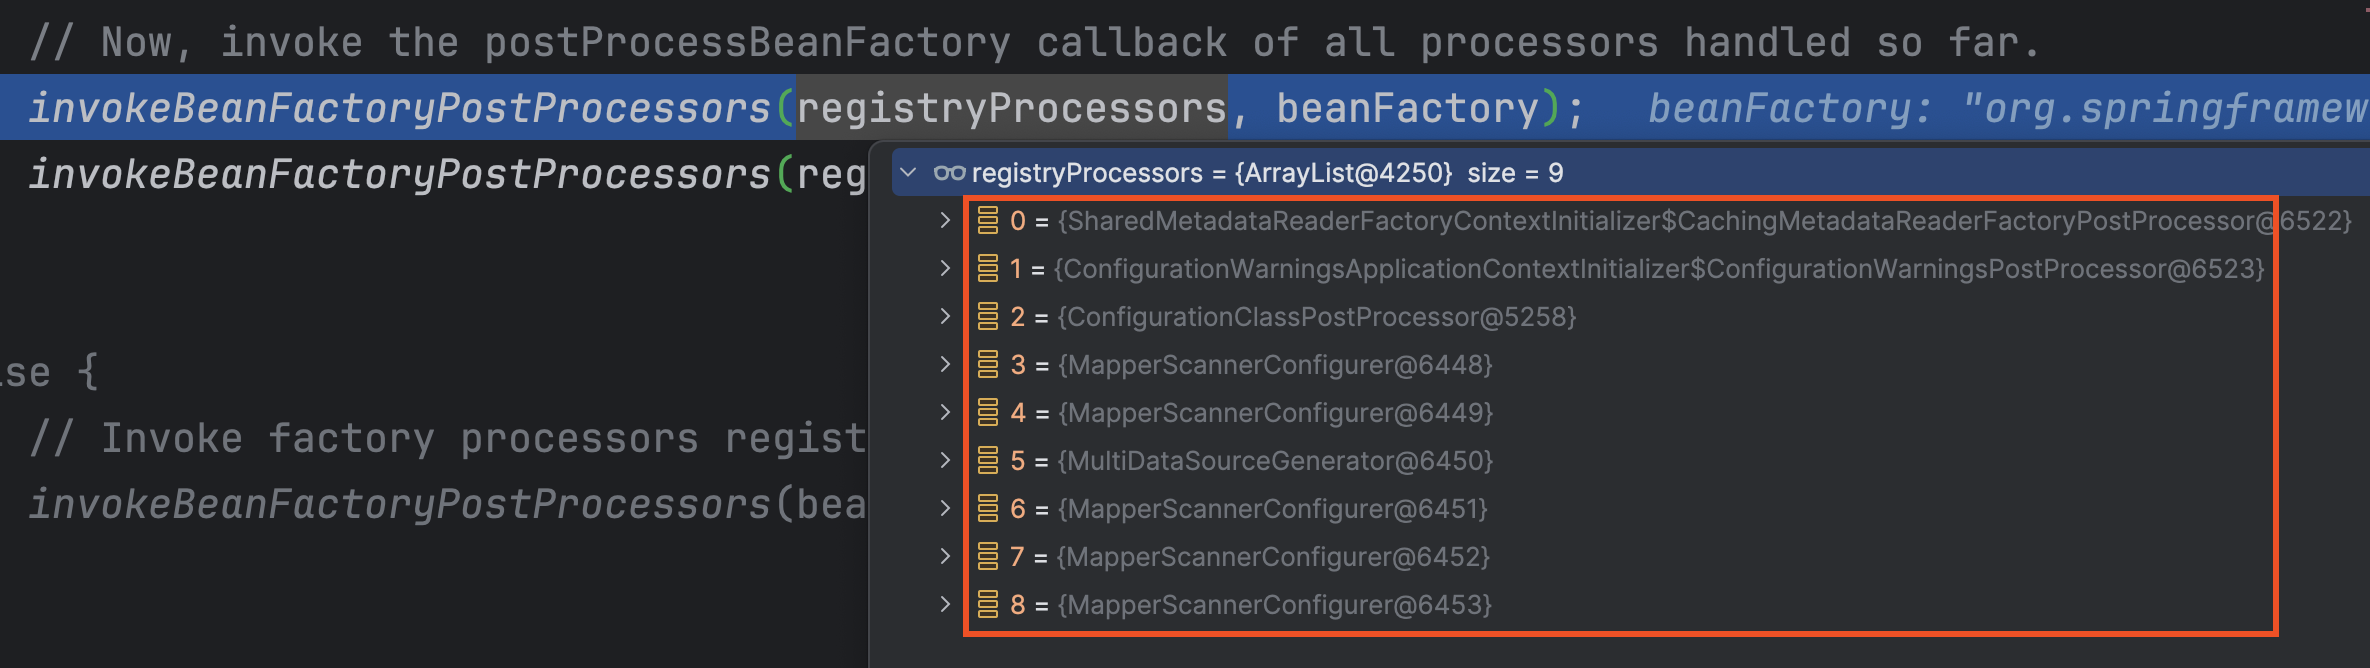 // Now, invoke the postProcessBeanFactory callback of all processors handled so far.
invokeBeanFactoryPostProcessors(registryProcessors, beanFactory); beanFactory: "org.springframew
invokeBeanFactoryPostProcessors(reg
registryProcessors = {ArrayList@4250} size = 9
0 = {SharedMetadataReaderFactoryContextInitializer$CachingMetadataReaderFactoryPostProcessor@6522}
1 = {ConfigurationWarningsApplicationContextInitializer$ConfigurationWarningsPostProcessor@6523}
2 = {ConfigurationClassPostProcessor@5258}
3 = {MapperScannerConfigurer@6448}
se {
4 = {MapperScannerConfigurer@6449}
// Invoke factory processors regist
5 = {MultiDataSourceGenerator@6450}
invokeBeanFactoryPostProcessors(bea
6 = {MapperScannerConfigurer@6451}
7 = {MapperScannerConfigurer@6452}
8 = {MapperScannerConfigurer@6453}